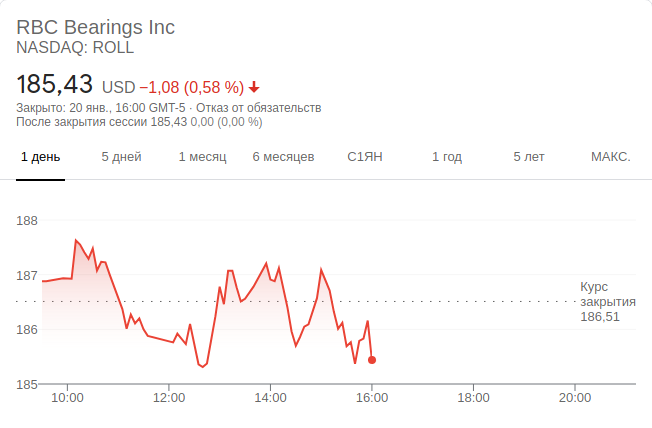 RBC Bearings Inc
NASDAQ: ROLL
185,43 USD −1,08 (0,58 %)
Закрыто: 20 янв., 16:00 GMT-5 · Отказ от обязательств
После закрытия сессии 185,43 0,00 (0,00 %)
1 день 5 дней 1 месяц 6 месяцев С1ЯН 1 год 5 лет МАКС.
188
187
Курс
закрытия
186,51
186
185
10:00 12:00 14:00 16:00 18:00 20:00